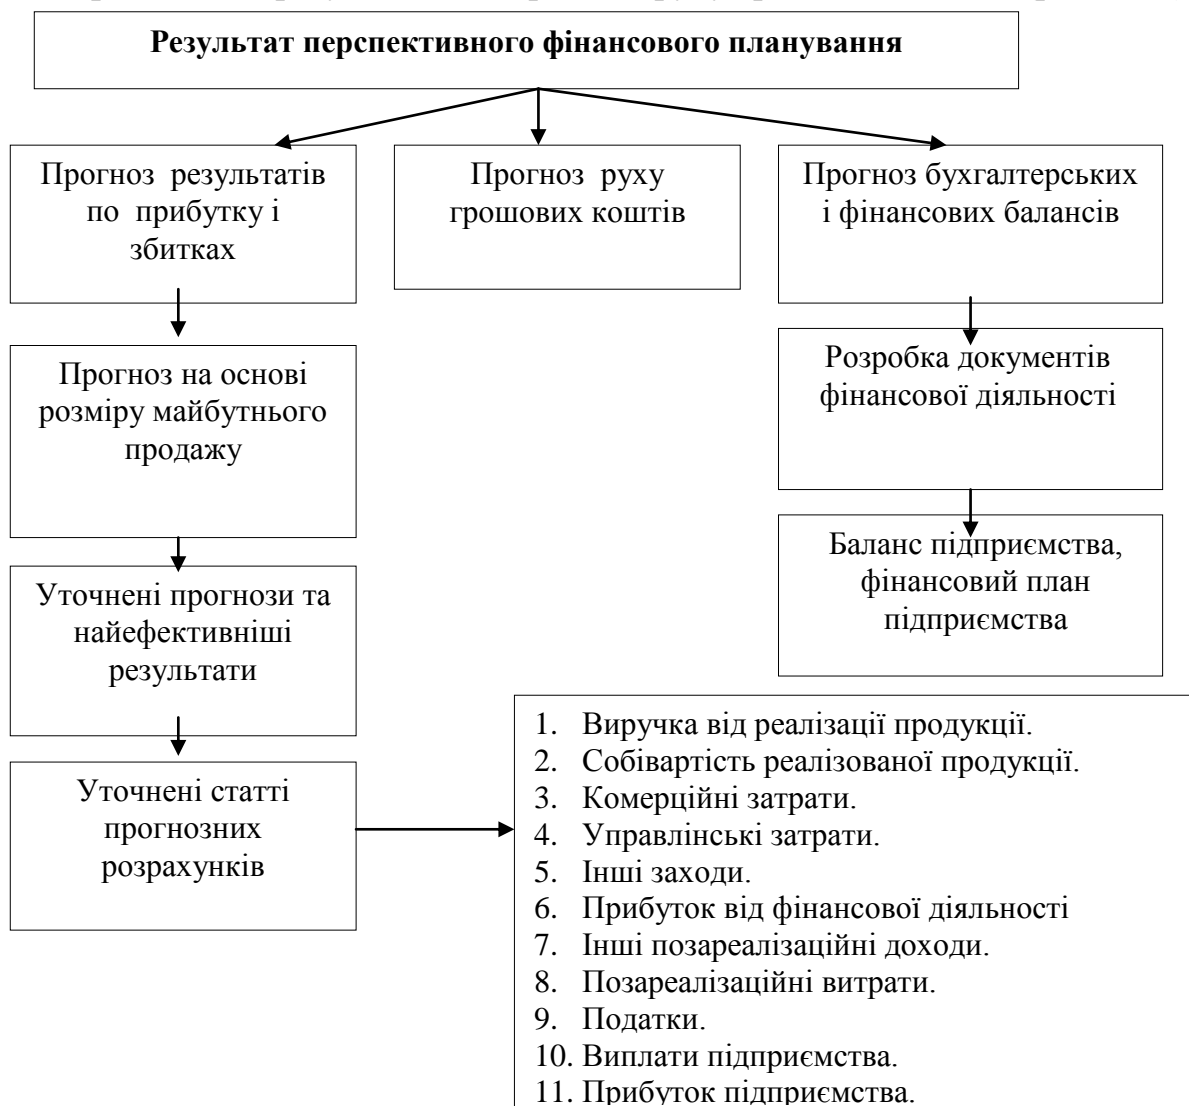 Результат перспективного фінансового планування
Прогноз результатів
по прибутку і
збитках
Прогноз руху
грошових коштів
Прогноз бухгалтерських
і фінансових балансів
Прогноз на основі
розміру майбутнього
продажу
Розробка документів
фінансової діяльності
Баланс підприємства,
фінансовий план
підприємства
Уточнені прогнози та
найефективніші
результати
Уточнені статті
прогнозних
розрахунків
1. Виручка від реалізації продукції.
2. Собівартість реалізованої продукції.
3. Комерційні затрати.
4. Управлінські затрати.
5. Інші заходи.
6. Прибуток від фінансової діяльності
7. Інші позареалізаційні доходи.
8. Позареалізаційні витрати.
9. Податки.
10. Виплати підприємства.
11. Прибуток підприємства.